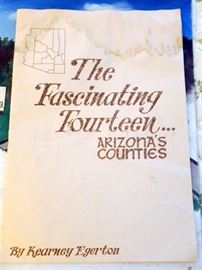 The
Fascinating
Fourteen...
ARIZONA'S
COUNTIES
By Kearney Egerton